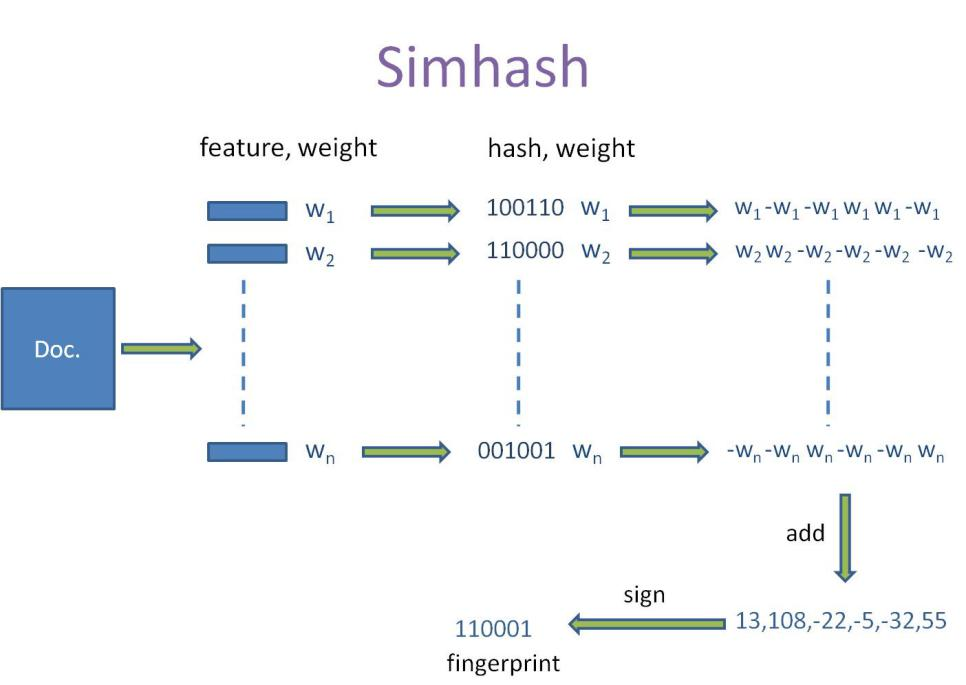 Simhash
feature, weight
hash, weight
w₁ 100110 w₁ w₁ -w₁ -w₁ w₁ w₁ -w₁
w₂ 110000 w₂ w₂ w₂ -w₂ -w₂ -w₂ -w₂
Doc.
wₙ 001001 wₙ -wₙ -wₙ wₙ -wₙ -wₙ wₙ
add
sign
13,108,-22,-5,-32,55
110001
fingerprint